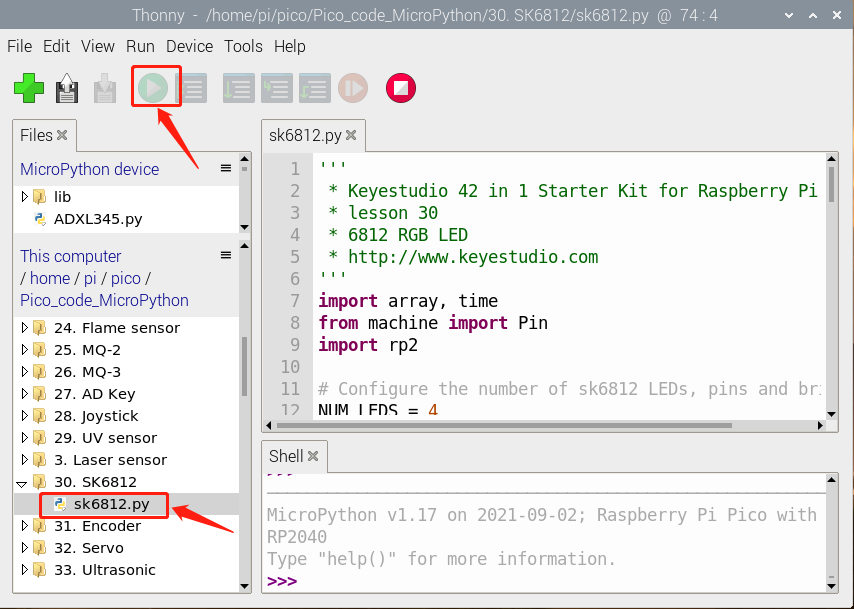 Thonny - /home/pi/pico/Pico_code_MicroPython/30. SK6812/sk6812.py @ 74 : 4
File Edit View Run Device Tools Help
Files
MicroPython device
lib
ADXL345.py
This computer
/ home / pi / pico /
Pico_code_MicroPython
24. Flame sensor
25. MQ-2
26. MQ-3
27. AD Key
28. Joystick
29. UV sensor
3. Laser sensor
30. SK6812
sk6812.py
31. Encoder
32. Servo
33. Ultrasonic
sk6812.py
1 '''
2 * Keyestudio 42 in 1 Starter Kit for Raspberry Pi
3 * lesson 30
4 * 6812 RGB LED
5 * http://www.keyestudio.com
6 '''
7 import array, time
8 from machine import Pin
9 import rp2
10
11 # Configure the number of sk6812 LEDs, pins and bri
12 NUM_LEDS = 4
Shell
>>>
MicroPython v1.17 on 2021-09-02; Raspberry Pi Pico with
RP2040
Type "help()" for more information.
>>>